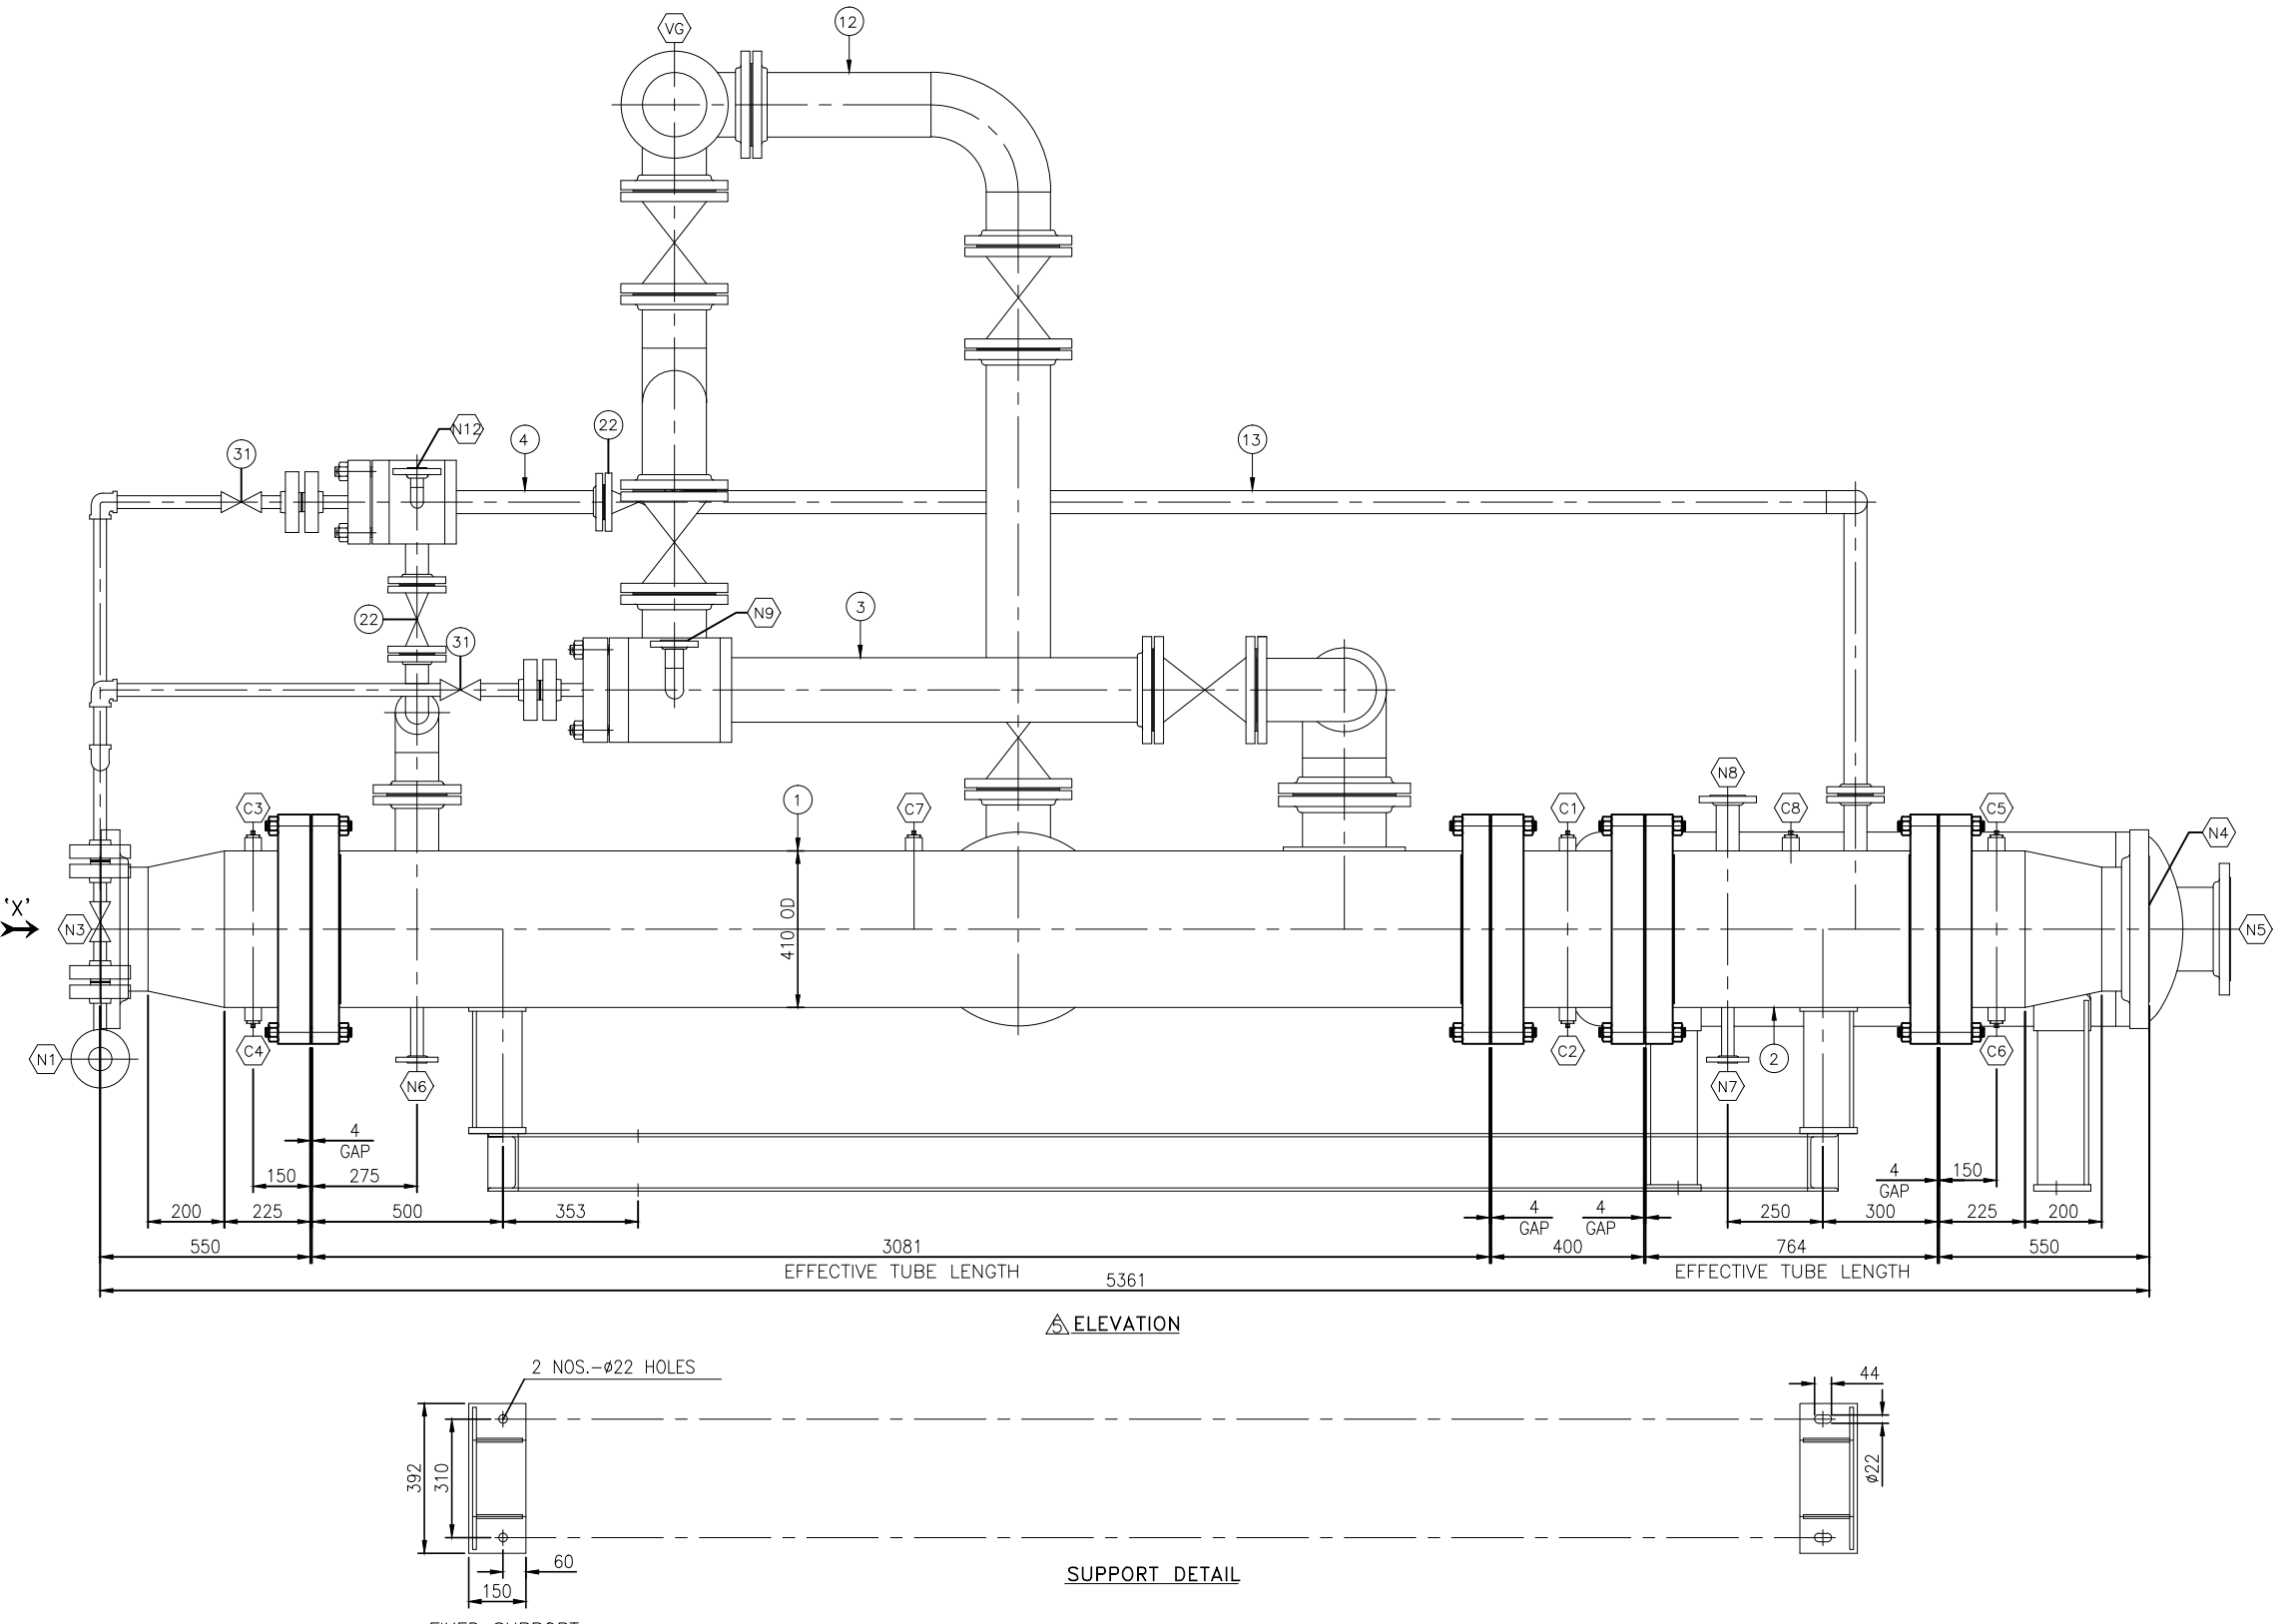 VG
12
N12
4
22
13
31
N9
3
22
31
N8
C3
1
C7
C1
C8
C5
N4
410 OD
'X'
N3
N5
N1
C4
N6
C2
N7
2
C6
4
GAP
150
275
4
GAP
150
200
225
500
353
4
GAP
4
GAP
250
300
225
200
550
3081
400
764
550
EFFECTIVE TUBE LENGTH
EFFECTIVE TUBE LENGTH
5361
5 ELEVATION
2 NOS.-ø22 HOLES
44
392
310
ø22
60
150
SUPPORT DETAIL